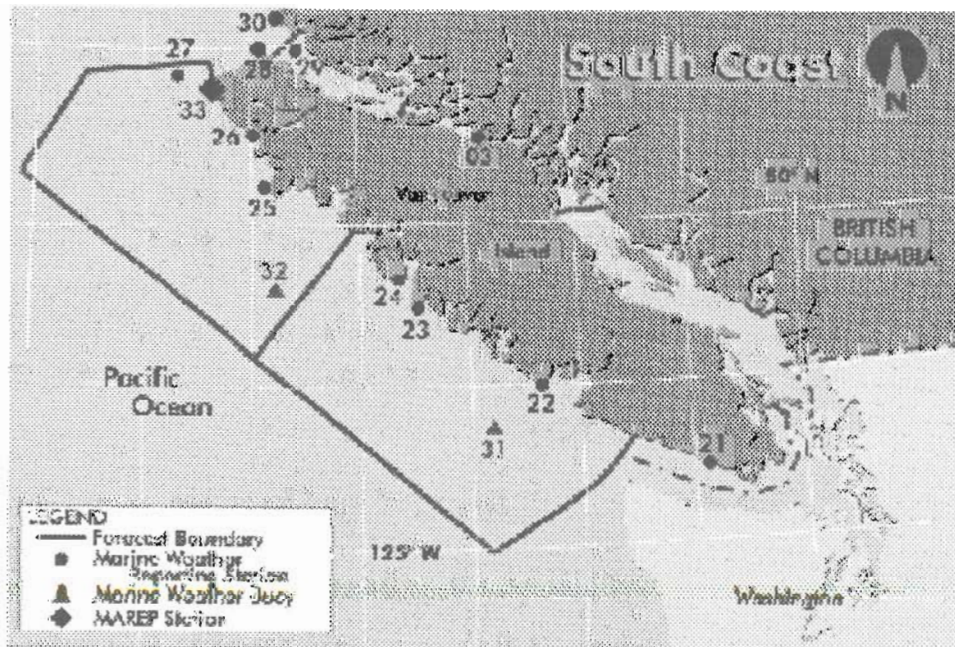 30
27
28
29
South Coast
N
33
26
03
50° N
25
Vancouver
BRITISH
COLUMBIA
Island
32
24
23
Pacific
Ocean
22
31
21
LEGEND
Forecast Boundary
Marine Weather
Reporting Station
Marine Weather Buoy
MAREP Station
125° W
Washington